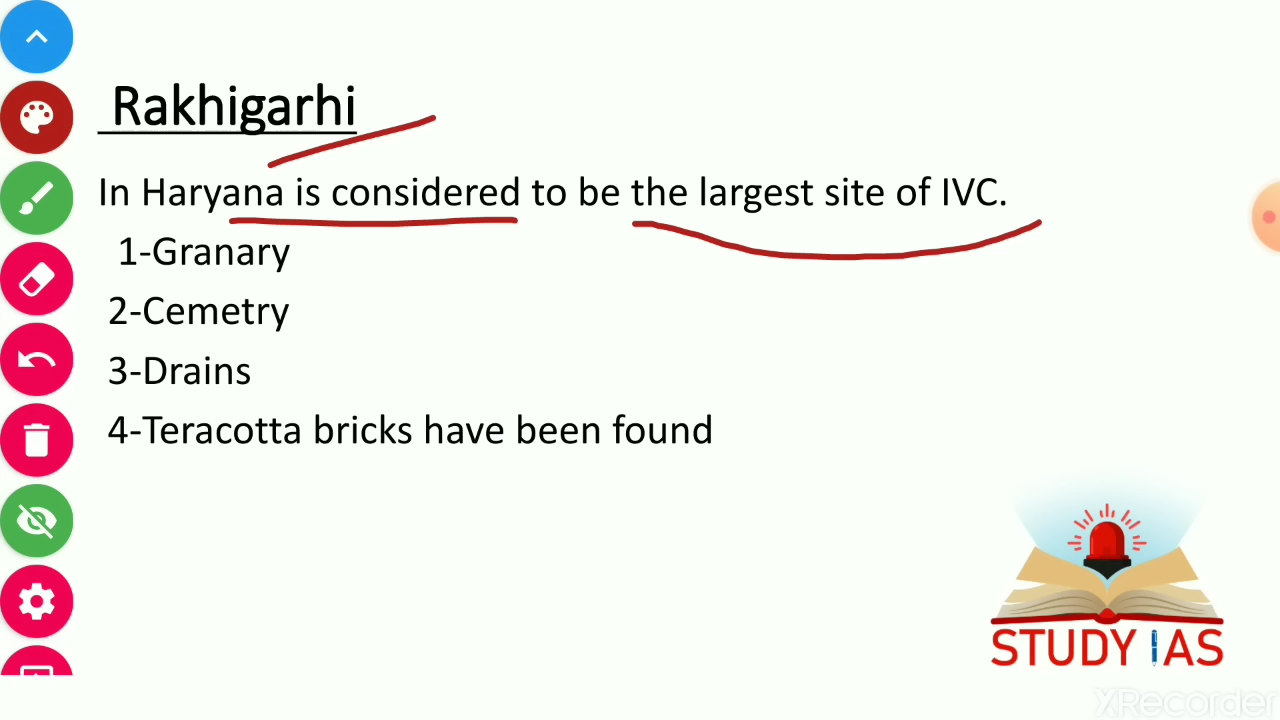 Rakhigarhi
In Haryana is considered to be the largest site of IVC.
1-Granary
2-Cemetry
3-Drains
4-Teracotta bricks have been found
STUDY IAS
XRecorder